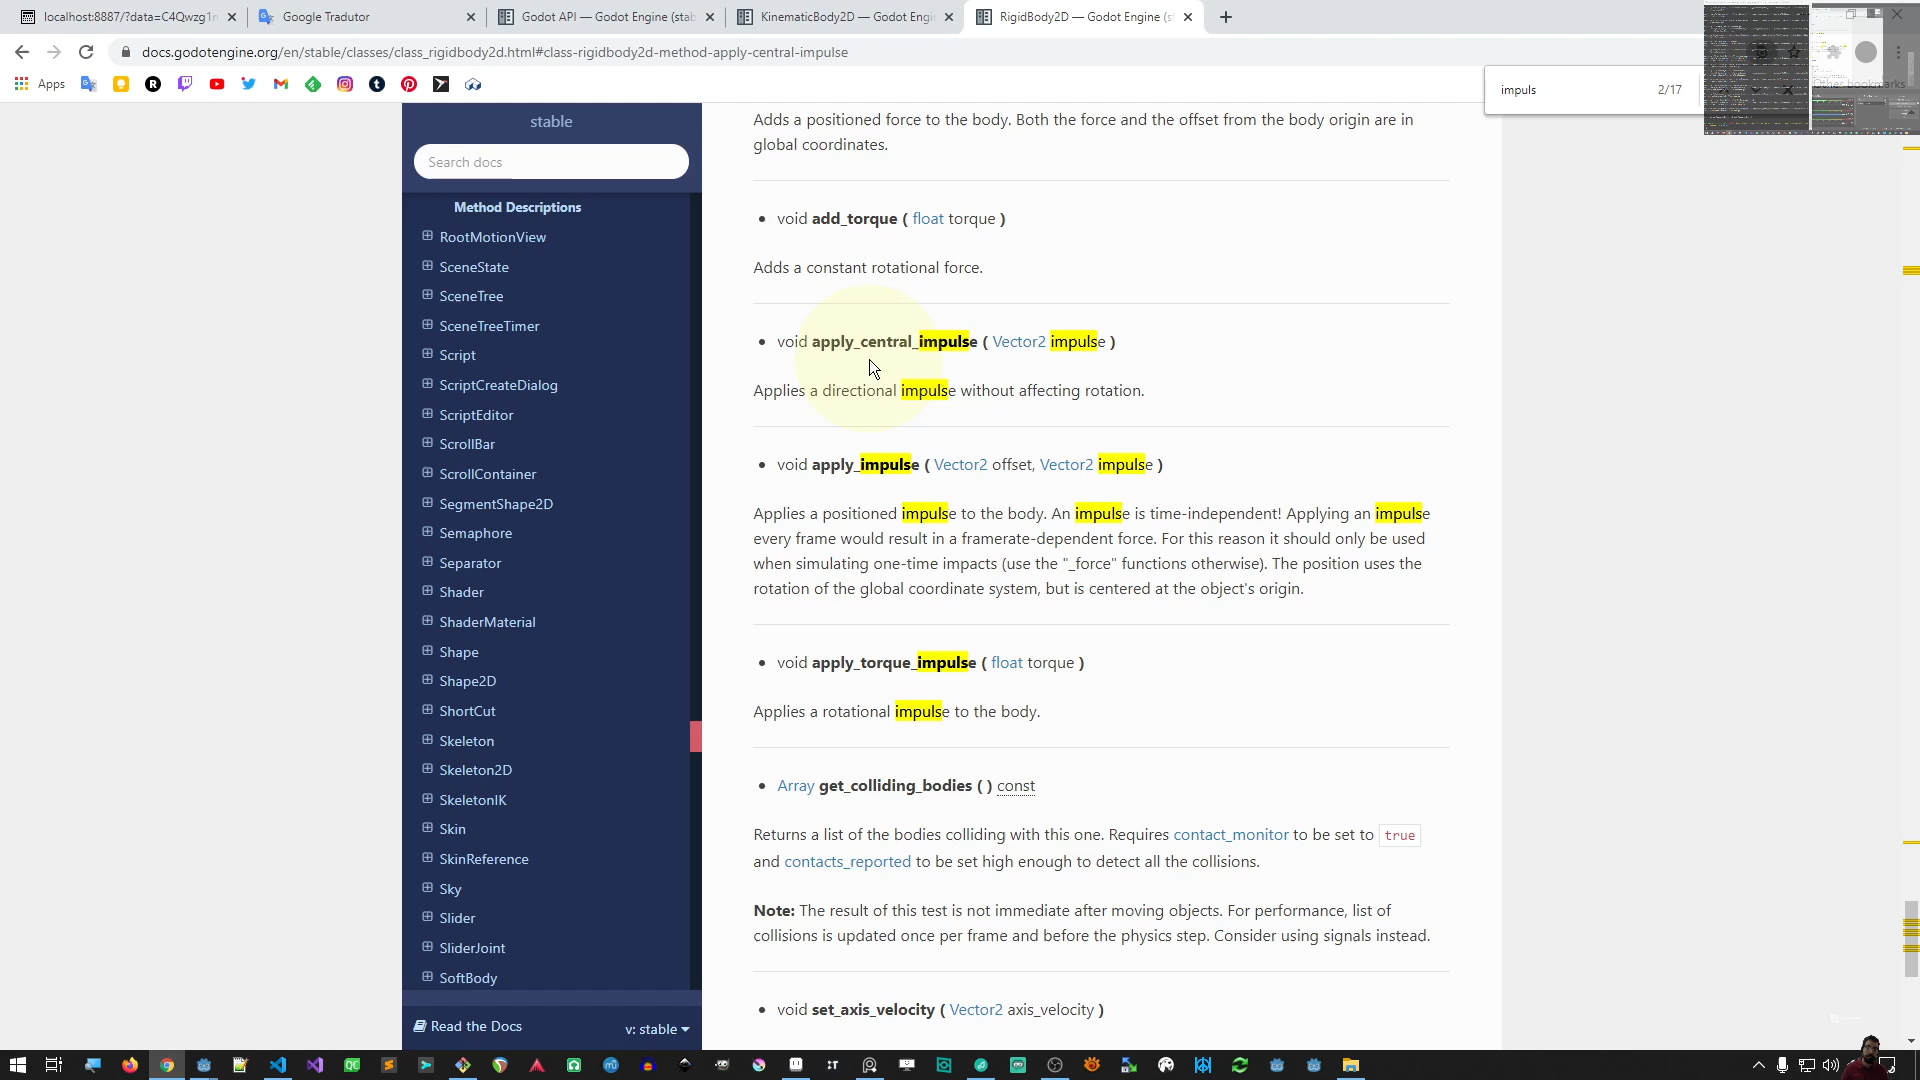 localhost:8887/?data=C4Qwzg1r
Google Tradutor
Godot API — Godot Engine (stab
KinematicBody2D — Godot Engi
RigidBody2D — Godot Engine (s
docs.godotengine.org/en/stable/classes/class_rigidbody2d.html#class-rigidbody2d-method-apply-central-impulse
Apps
Other bookmarks
impuls 2/17
stable
Search docs
Method Descriptions
RootMotionView
SceneState
SceneTree
SceneTreeTimer
Script
ScriptCreateDialog
ScriptEditor
ScrollBar
ScrollContainer
SegmentShape2D
Semaphore
Separator
Shader
ShaderMaterial
Shape
Shape2D
ShortCut
Skeleton
Skeleton2D
SkeletonIK
Skin
SkinReference
Sky
Slider
SliderJoint
SoftBody
Read the Docs
v: stable
Adds a positioned force to the body. Both the force and the offset from the body origin are in
global coordinates.
void add_torque ( float torque )
Adds a constant rotational force.
void apply_central_impulse ( Vector2 impulse )
Applies a directional impulse without affecting rotation.
void apply_impulse ( Vector2 offset, Vector2 impulse )
Applies a positioned impulse to the body. An impulse is time-independent! Applying an impulse
every frame would result in a framerate-dependent force. For this reason it should only be used
when simulating one-time impacts (use the "_force" functions otherwise). The position uses the
rotation of the global coordinate system, but is centered at the object's origin.
void apply_torque_impulse ( float torque )
Applies a rotational impulse to the body.
Array get_colliding_bodies ( ) const
Returns a list of the bodies colliding with this one. Requires contact_monitor to be set to true
and contacts_reported to be set high enough to detect all the collisions.
Note: The result of this test is not immediate after moving objects. For performance, list of
collisions is updated once per frame and before the physics step. Consider using signals instead.
void set_axis_velocity ( Vector2 axis_velocity )